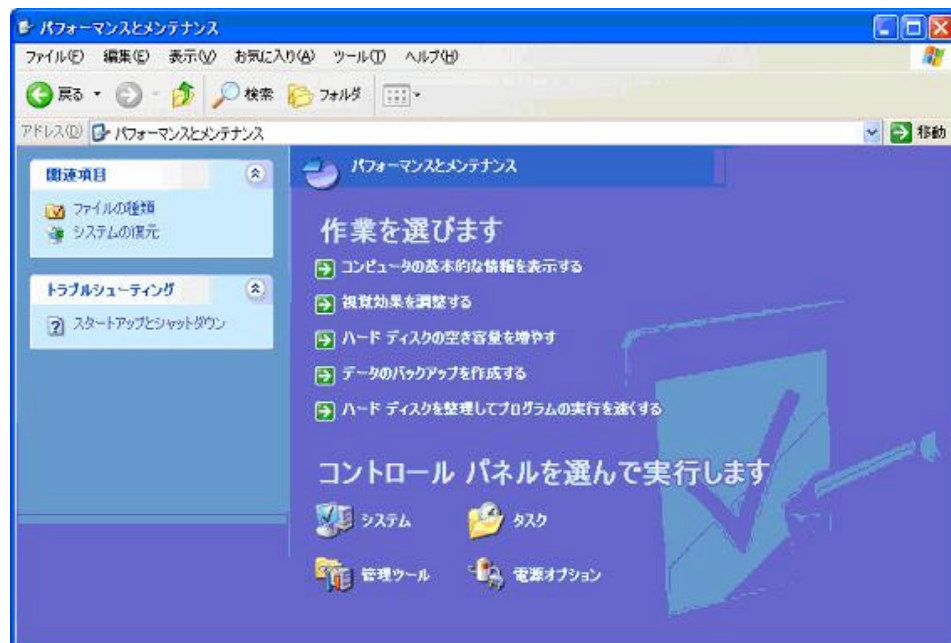 パフォーマンスとメンテナンス
ファイル(F) 編集(E) 表示(V) お気に入り(A) ツール(T) ヘルプ(H)
戻る 検索 フォルダ
アドレス(D) パフォーマンスとメンテナンス 移動
関連項目
ファイルの種類
システムの復元
トラブルシューティング
スタートアップとシャットダウン
パフォーマンスとメンテナンス
作業を選びます
コンピュータの基本的な情報を表示する
視覚効果を調整する
ハード ディスクの空き容量を増やす
データのバックアップを作成する
ハード ディスクを整理してプログラムの実行を速くする
コントロール パネルを選んで実行します
システム タスク
管理ツール 電源オプション